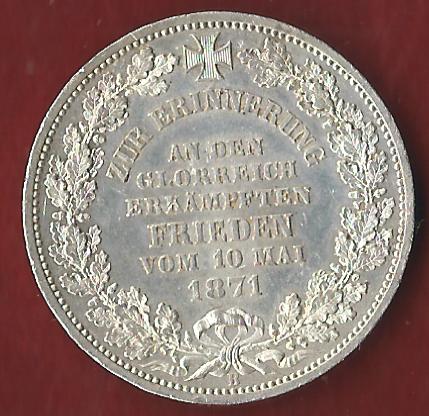 ZUR ERINNERUNG
AN DEN
GLORREICH
ERKÄMPFTEN
FRIEDEN
VOM 10 MAI
1871
B